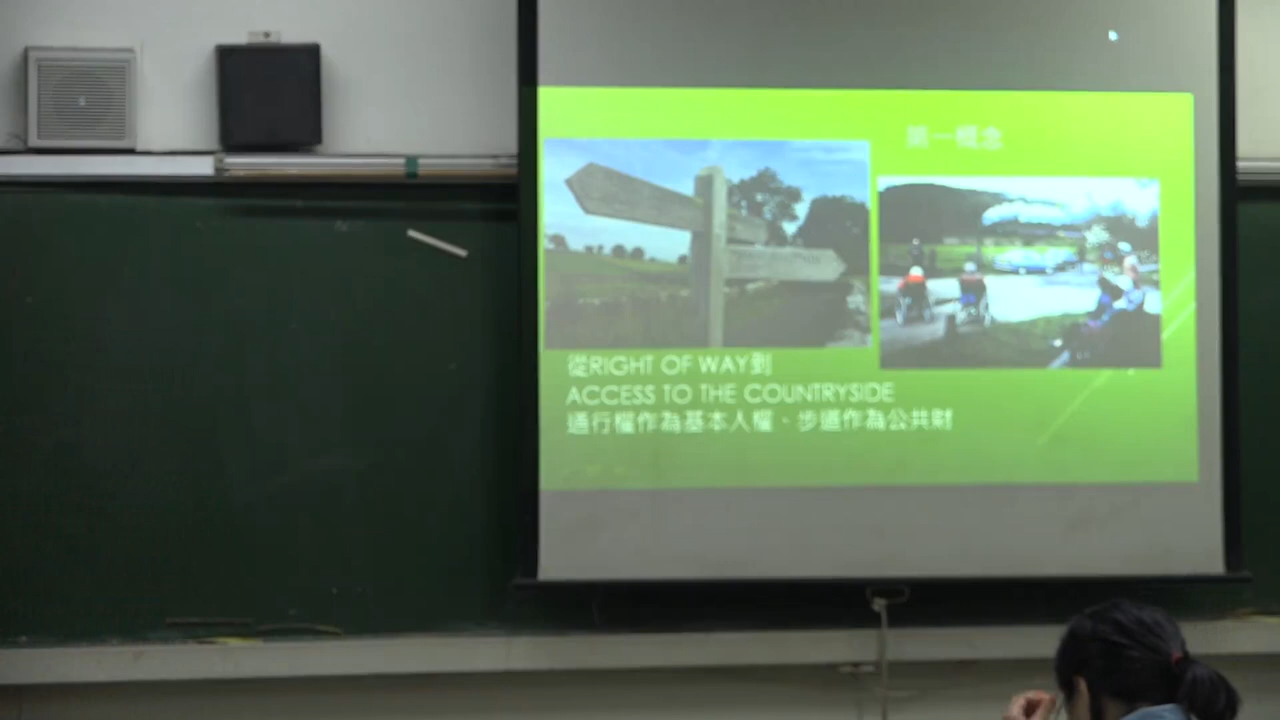 第一概念
從RIGHT OF WAY到
ACCESS TO THE COUNTRYSIDE
通行權作為基本人權、步道作為公共財